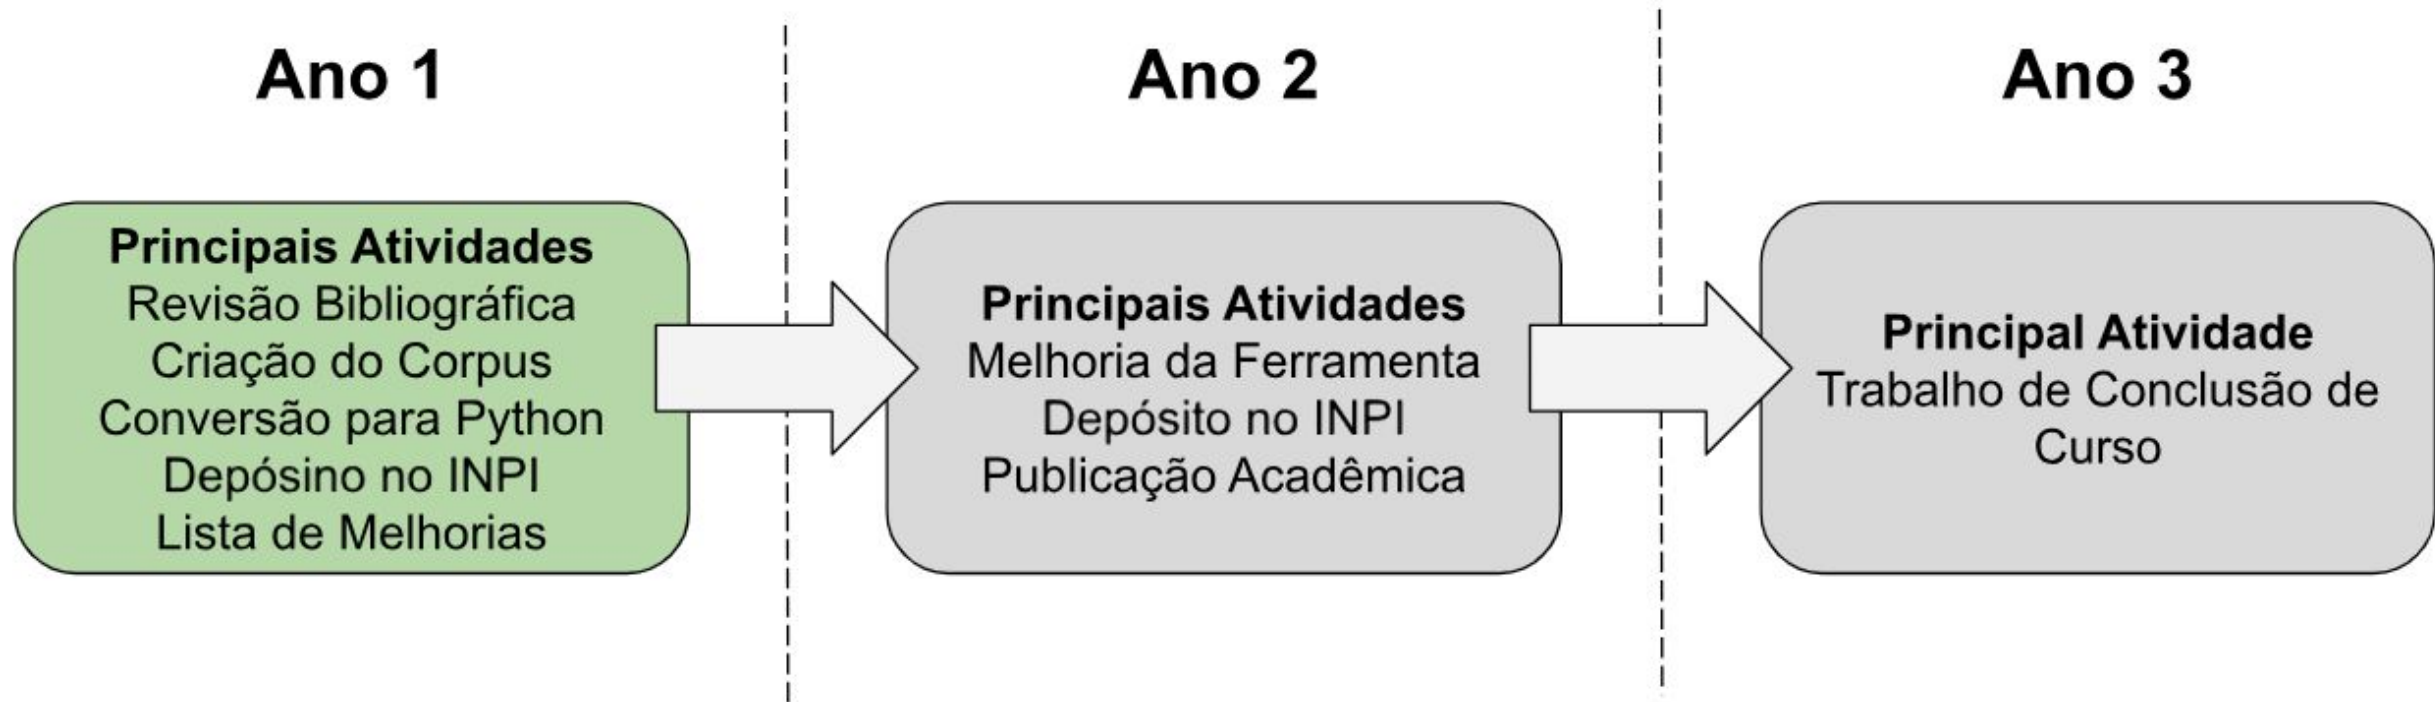 Ano 1
Principais Atividades
Revisão Bibliográfica
Criação do Corpus
Conversão para Python
Depósino no INPI
Lista de Melhorias
Ano 2
Principais Atividades
Melhoria da Ferramenta
Depósito no INPI
Publicação Acadêmica
Ano 3
Principal Atividade
Trabalho de Conclusão de
Curso